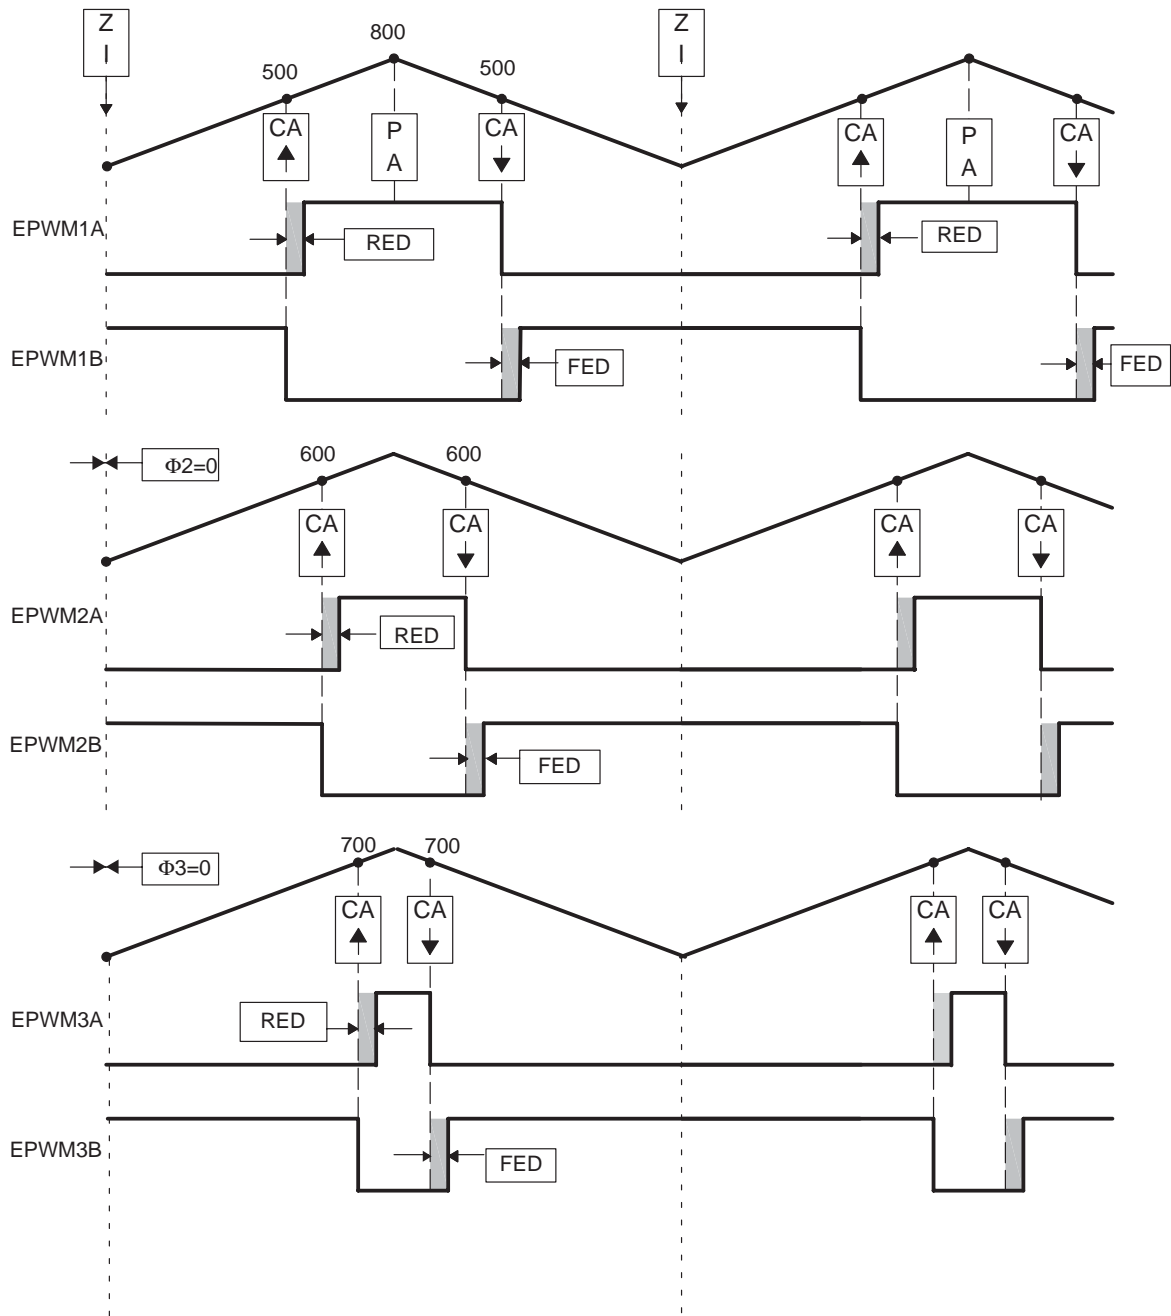 Z
I
Z
I
800
500
500
CA
P
A
CA
CA
P
A
CA
EPWM1A
RED
RED
EPWM1B
FED
FED
Φ2=0
600
600
CA
CA
CA
CA
EPWM2A
RED
EPWM2B
FED
Φ3=0
700
700
CA
CA
CA
CA
EPWM3A
RED
EPWM3B
FED